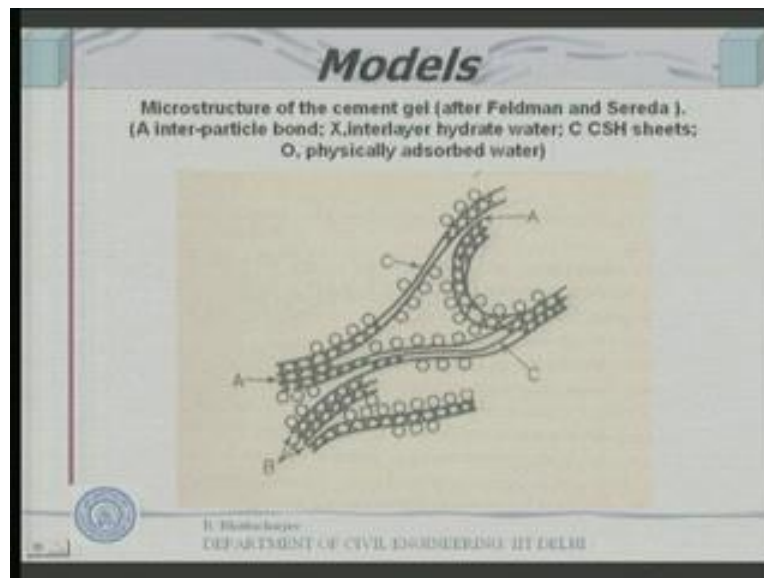 Models
Microstructure of the cement gel (after Feldman and Sereda ).
(A inter-particle bond; X,interlayer hydrate water; C CSH sheets;
O, physically adsorbed water)
A
C
A
C
B
B. Bhattacharjee
DEPARTMENT OF CIVIL ENGINEERING, IIT DELHI